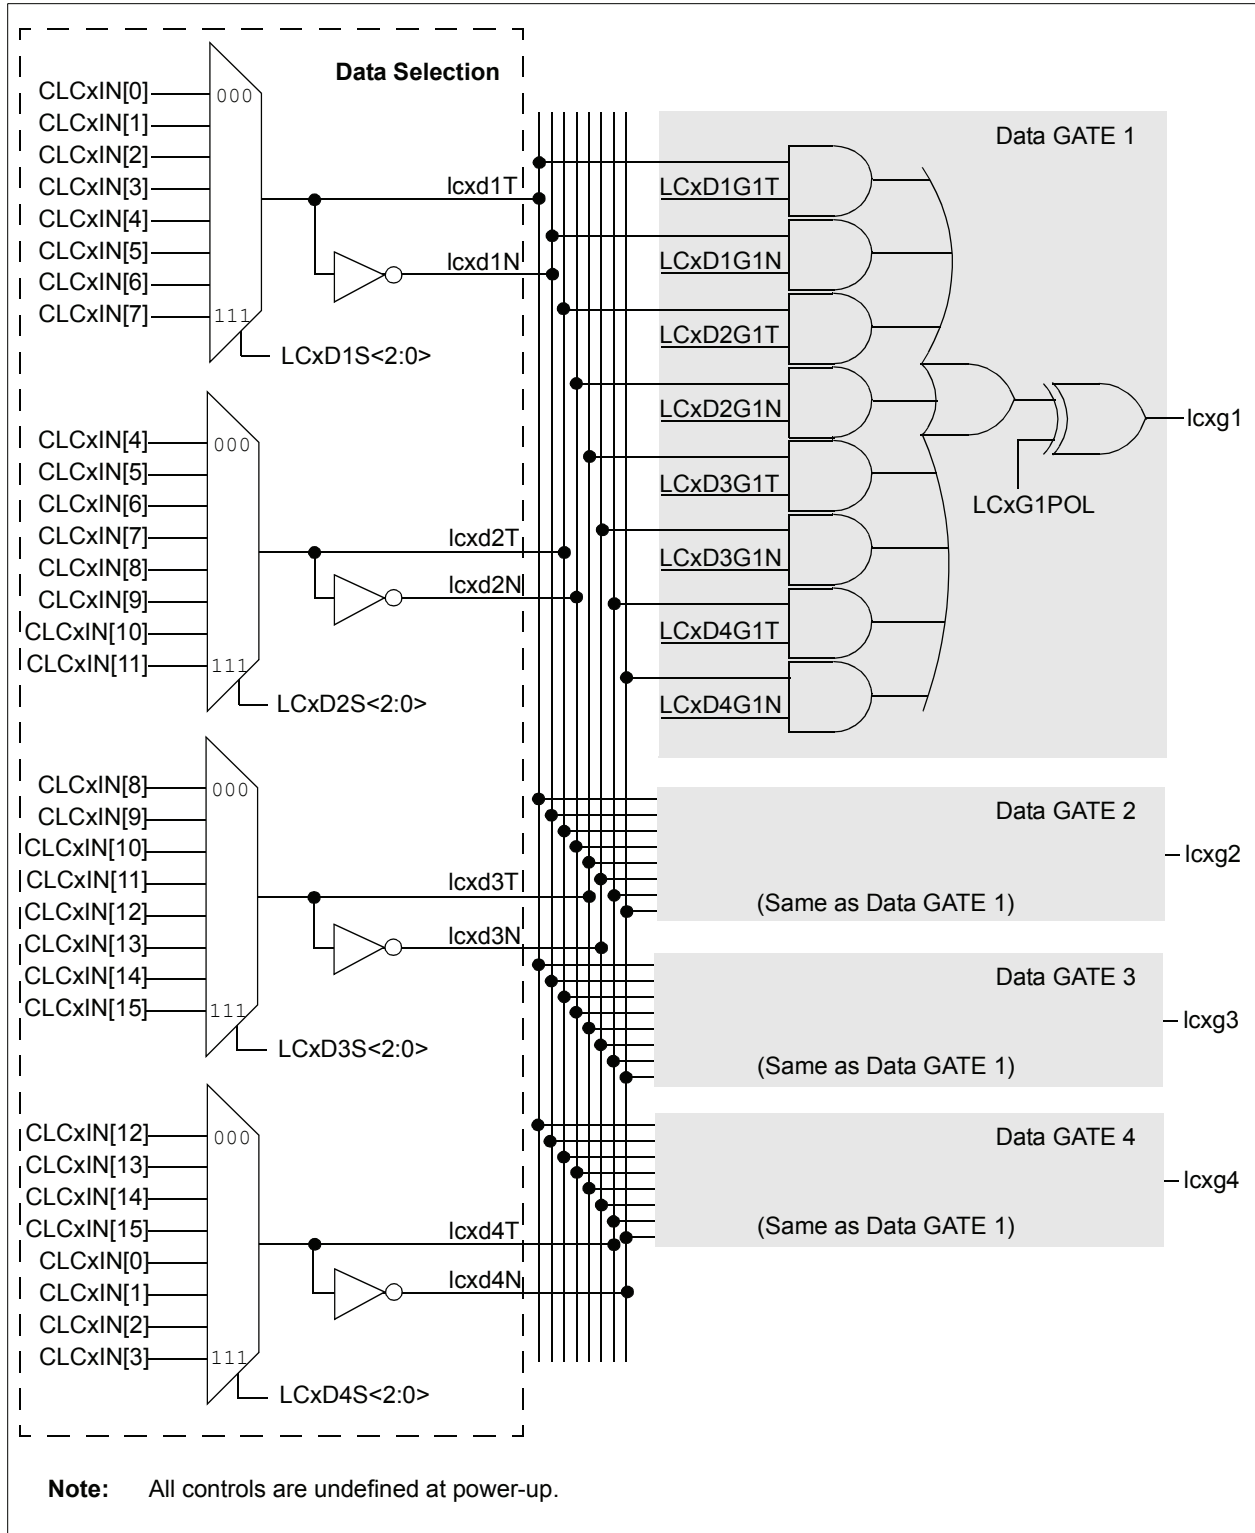 Data Selection
CLCxIN[0]
CLCxIN[1]
CLCxIN[2]
CLCxIN[3]
CLCxIN[4]
CLCxIN[5]
CLCxIN[6]
CLCxIN[7]
000
111
LCxD1S<2:0>
lcxd1T
lcxd1N
CLCxIN[4]
CLCxIN[5]
CLCxIN[6]
CLCxIN[7]
CLCxIN[8]
CLCxIN[9]
CLCxIN[10]
CLCxIN[11]
000
111
LCxD2S<2:0>
lcxd2T
lcxd2N
CLCxIN[8]
CLCxIN[9]
CLCxIN[10]
CLCxIN[11]
CLCxIN[12]
CLCxIN[13]
CLCxIN[14]
CLCxIN[15]
000
111
LCxD3S<2:0>
lcxd3T
lcxd3N
CLCxIN[12]
CLCxIN[13]
CLCxIN[14]
CLCxIN[15]
CLCxIN[0]
CLCxIN[1]
CLCxIN[2]
CLCxIN[3]
000
111
LCxD4S<2:0>
lcxd4T
lcxd4N
Data GATE 1
LCxD1G1T
LCxD1G1N
LCxD2G1T
LCxD2G1N
LCxD3G1T
LCxD3G1N
LCxD4G1T
LCxD4G1N
LCxG1POL
lcxg1
Data GATE 2
(Same as Data GATE 1)
lcxg2
Data GATE 3
(Same as Data GATE 1)
lcxg3
Data GATE 4
(Same as Data GATE 1)
lcxg4
Note: All controls are undefined at power-up.